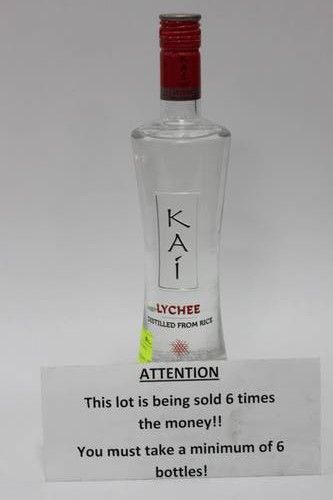 KAÍ
KAÍ
LYCHEE
DISTILLED FROM RICE
ATTENTION
This lot is being sold 6 times
the money!!
You must take a minimum of 6
bottles!